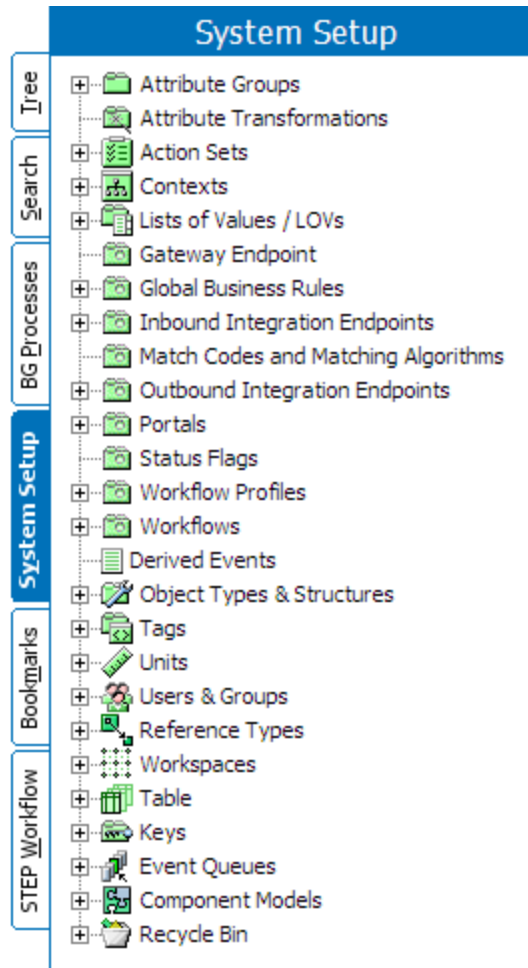 System Setup
Tree
Search
BG Processes
System Setup
Bookmarks
STEP Workflow
Attribute Groups
Attribute Transformations
Action Sets
Contexts
Lists of Values / LOVs
Gateway Endpoint
Global Business Rules
Inbound Integration Endpoints
Match Codes and Matching Algorithms
Outbound Integration Endpoints
Portals
Status Flags
Workflow Profiles
Workflows
Derived Events
Object Types & Structures
Tags
Units
Users & Groups
Reference Types
Workspaces
Table
Keys
Event Queues
Component Models
Recycle Bin